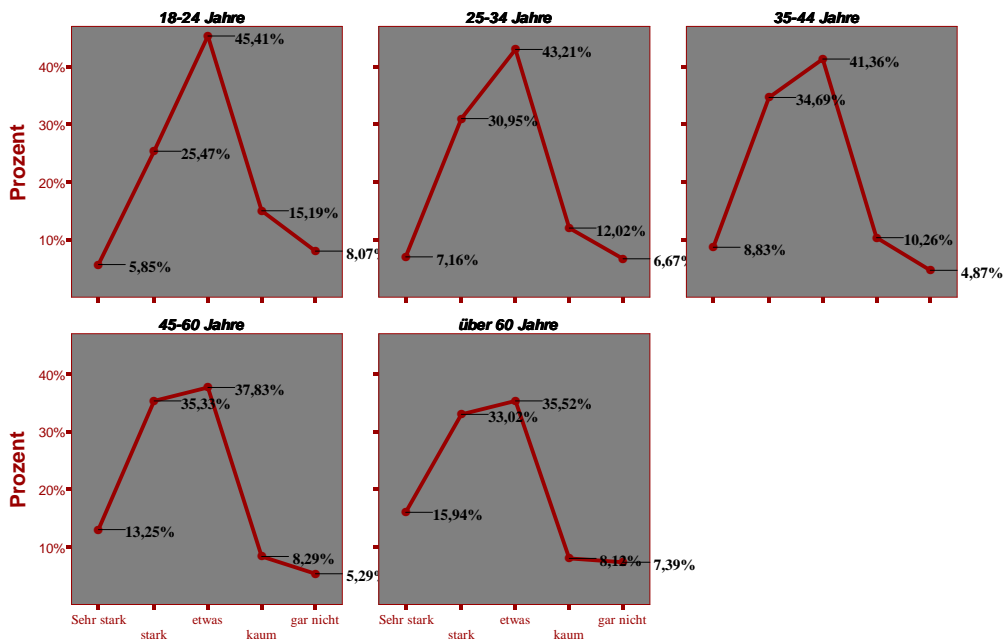 18-24 Jahre
25-34 Jahre
35-44 Jahre
Prozent
40%
30%
20%
10%
5,85%
25,47%
45,41%
15,19%
8,07%
7,16%
30,95%
43,21%
12,02%
6,67%
8,83%
34,69%
41,36%
10,26%
4,87%
45-60 Jahre
über 60 Jahre
Prozent
40%
30%
20%
10%
13,25%
35,33%
37,83%
8,29%
5,29%
15,94%
33,02%
35,52%
8,12%
7,39%
Sehr stark
stark
etwas
kaum
gar nicht
Sehr stark
stark
etwas
kaum
gar nicht